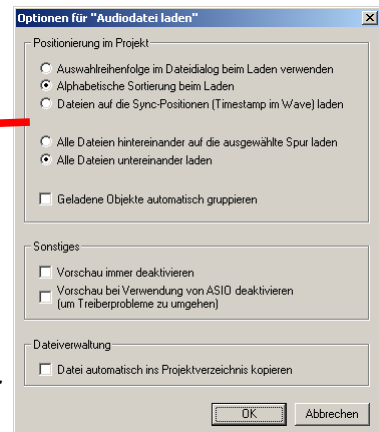 Optionen für "Audiodatei laden"
Positionierung im Projekt
Auswahlreihenfolge im Dateidialog beim Laden verwenden
Alphabetische Sortierung beim Laden
Dateien auf die Sync-Positionen (Timestamp im Wave) laden
Alle Dateien hintereinander auf die ausgewählte Spur laden
Alle Dateien untereinander laden
Geladene Objekte automatisch gruppieren
Sonstiges
Vorschau immer deaktivieren
Vorschau bei Verwendung von ASIO deaktivieren
(um Treiberprobleme zu umgehen)
Dateiverwaltung
Datei automatisch ins Projektverzeichnis kopieren
OK Abbrechen